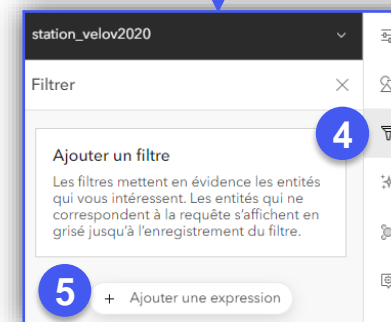 station_velov2020
Filtrer
4
Ajouter un filtre
Les filtres mettent en évidence les entités
qui vous intéressent. Les entités qui ne
correspondent à la requête s'affichent en
grisé jusqu'à l'enregistrement du filtre.
5
+ Ajouter une expression